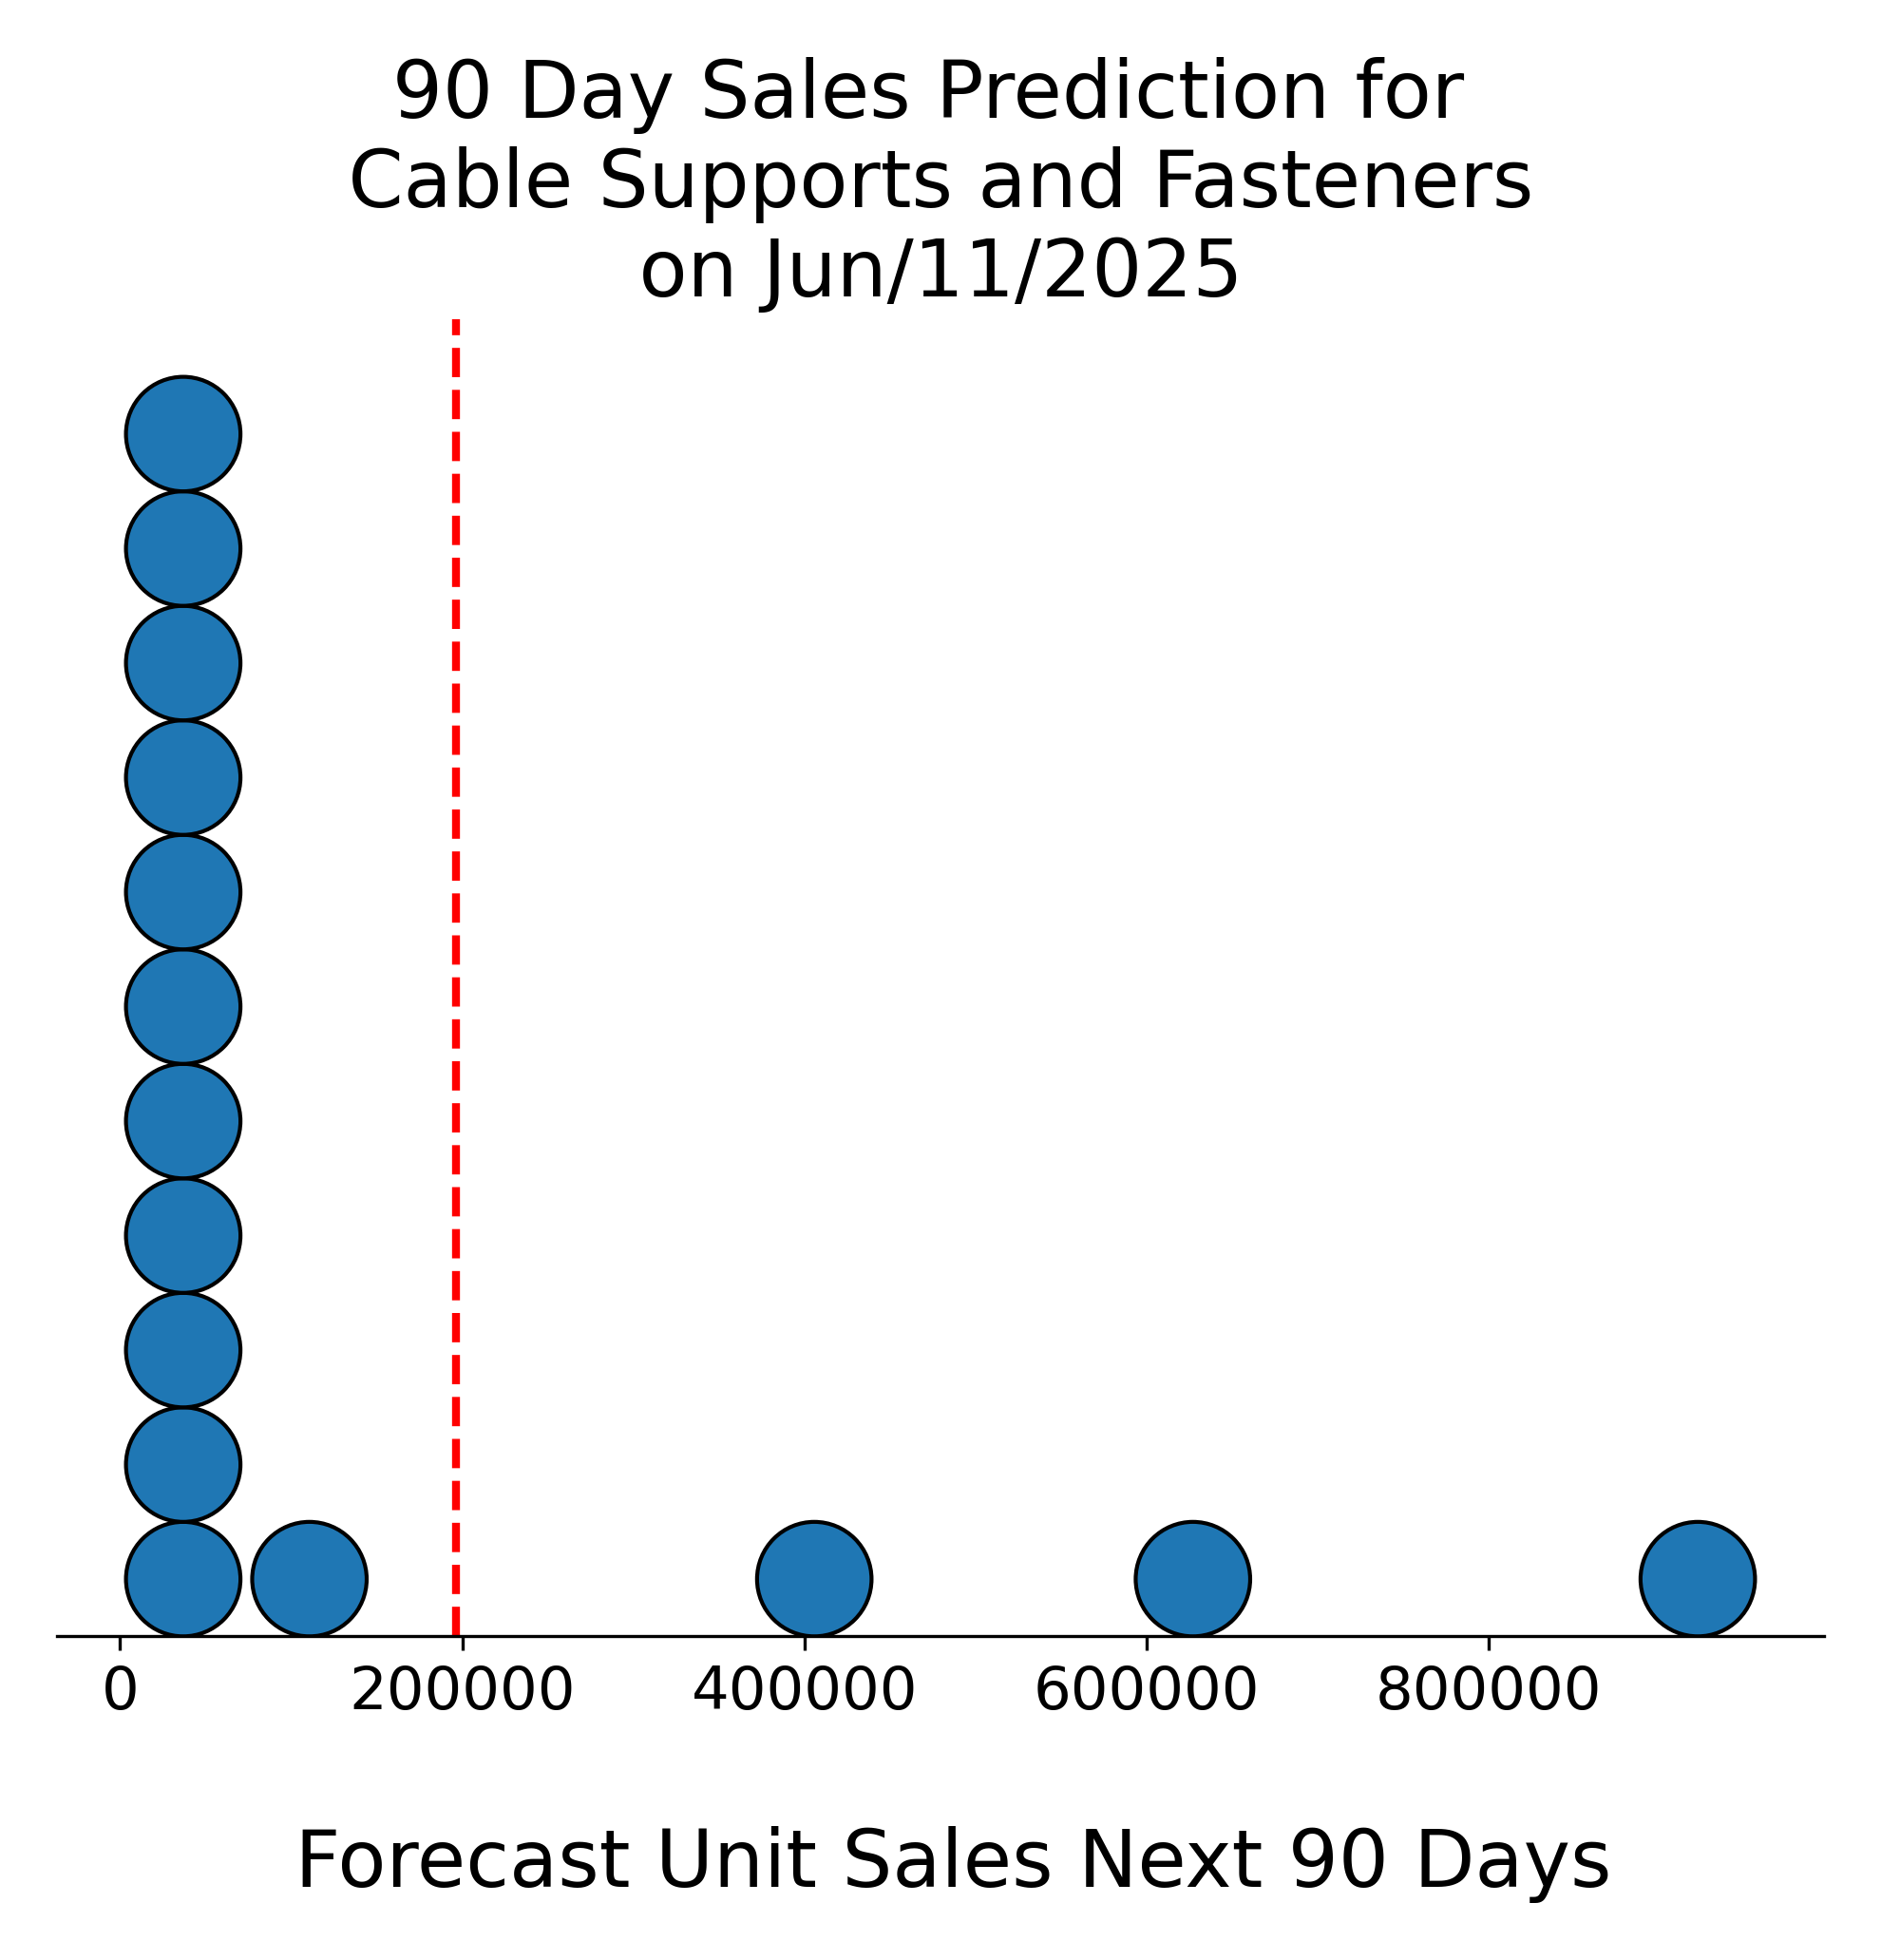 90 Day Sales Prediction for
Cable Supports and Fasteners
on Jun/11/2025
0 200000 400000 600000 800000
Forecast Unit Sales Next 90 Days